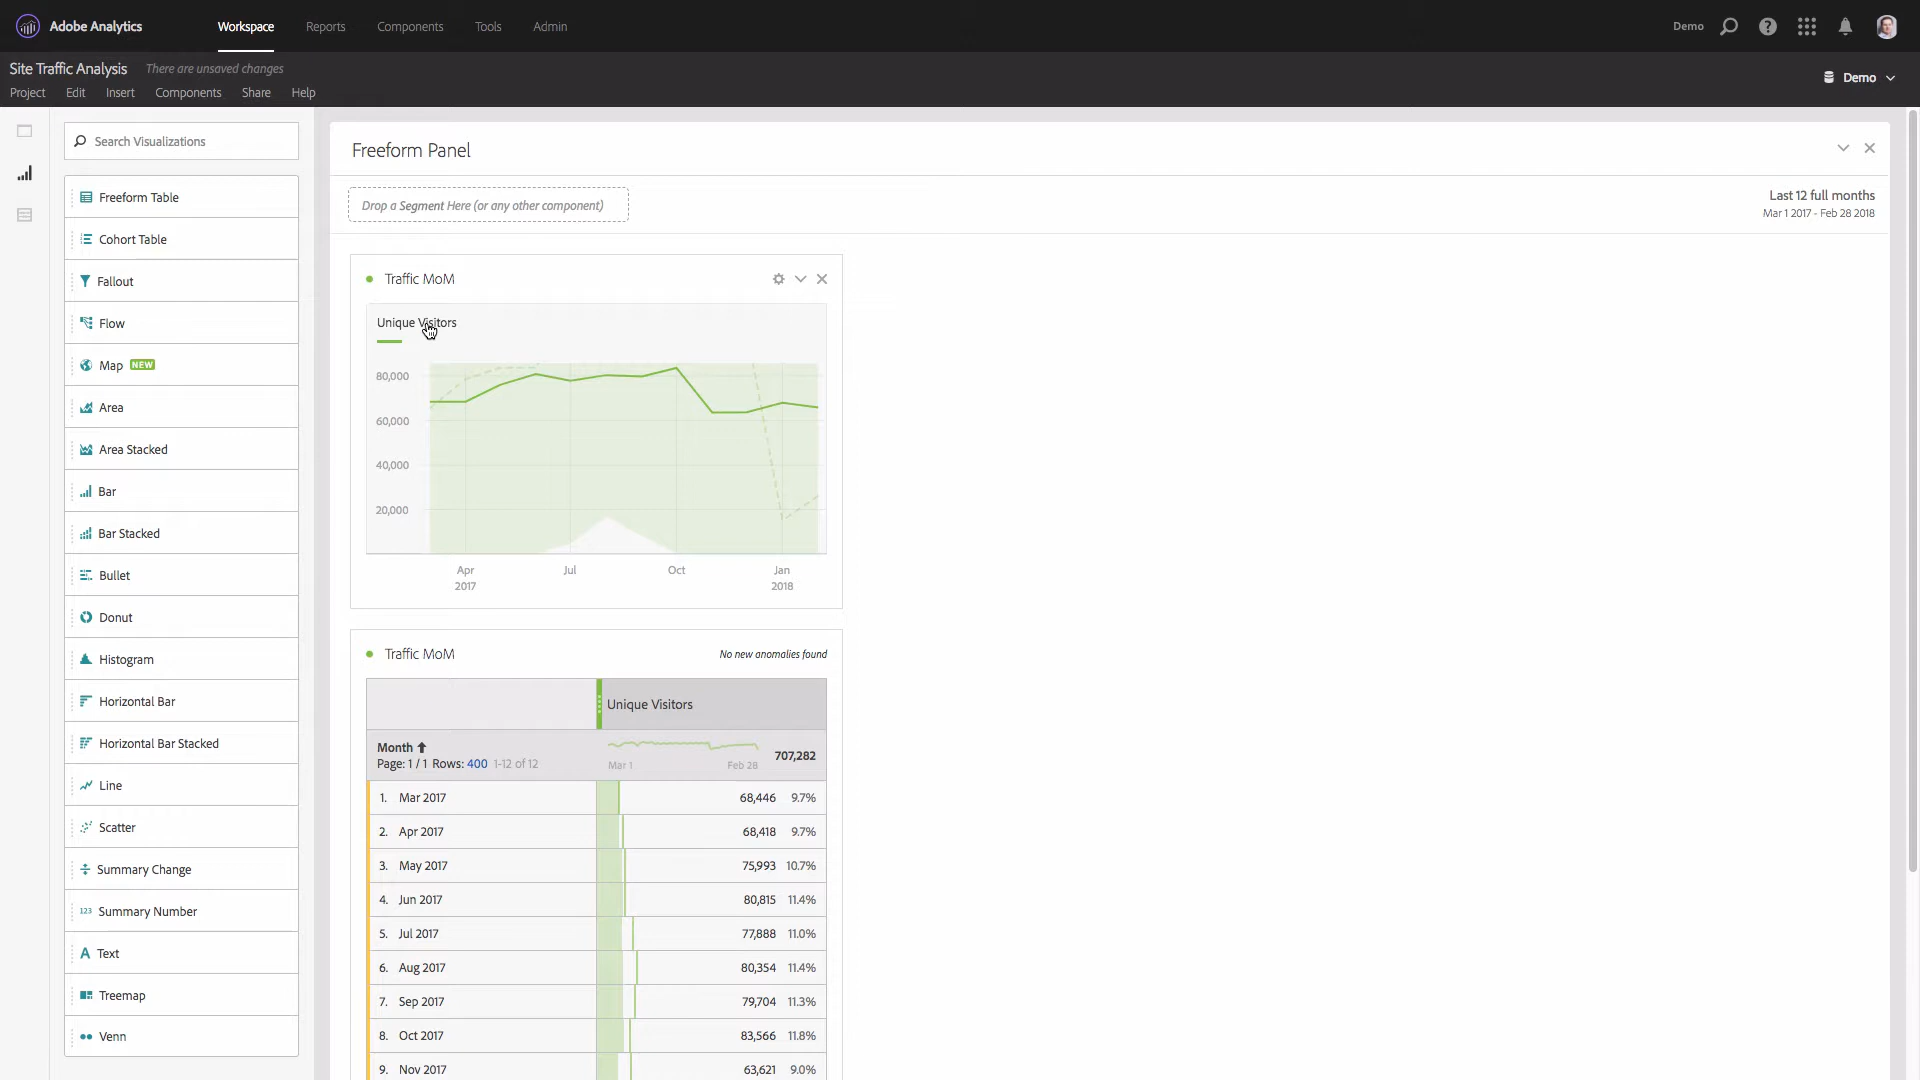 Adobe Analytics
Workspace
Reports
Components
Tools
Admin
Demo
Site Traffic Analysis
There are unsaved changes
Project
Edit
Insert
Components
Share
Help
Demo
Search Visualizations
Freeform Table
Cohort Table
Fallout
Flow
Map NEW
Area
Area Stacked
Bar
Bar Stacked
Bullet
Donut
Histogram
Horizontal Bar
Horizontal Bar Stacked
Line
Scatter
Summary Change
123 Summary Number
Text
Treemap
Venn
Freeform Panel
Drop a Segment Here (or any other component)
Last 12 full months
Mar 1 2017 - Feb 28 2018
Traffic MoM
Unique Visitors
80,000
60,000
40,000
20,000
Apr
2017
Jul
Oct
Jan
2018
Traffic MoM
No new anomalies found
Unique Visitors
Month
Page: 1 / 1 Rows: 400 1-12 of 12
Mar 1
Feb 28
707,282
1. Mar 2017 68,446 9.7%
2. Apr 2017 68,418 9.7%
3. May 2017 75,993 10.7%
4. Jun 2017 80,815 11.4%
5. Jul 2017 77,888 11.0%
6. Aug 2017 80,354 11.4%
7. Sep 2017 79,704 11.3%
8. Oct 2017 83,566 11.8%
9. Nov 2017 63,621 9.0%